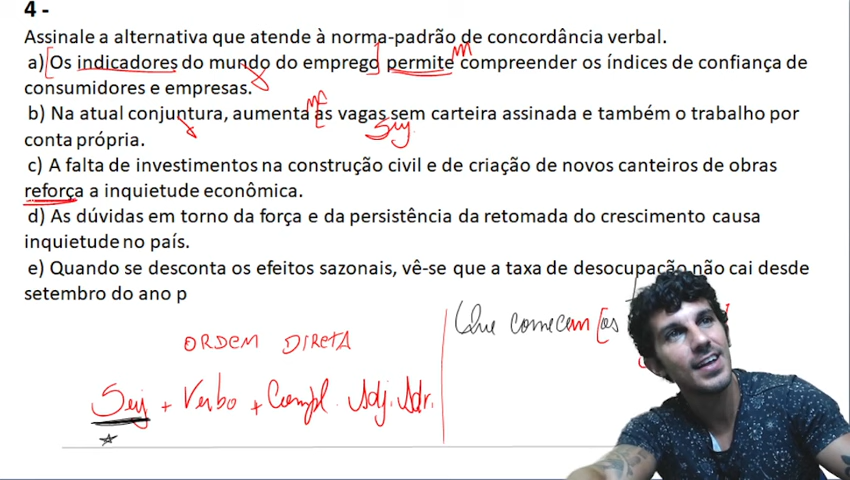 4 -
Assinale a alternativa que atende à norma-padrão de concordância verbal.
a) [Os indicadores do mundo do emprego] permite m compreender os índices de confiança de
consumidores e empresas.
b) Na atual conjuntura, aumenta m as vagas sem carteira assinada e também o trabalho por
Suj.
conta própria.
c) A falta de investimentos na construção civil e de criação de novos canteiros de obras
reforça a inquietude econômica.
d) As dúvidas em torno da força e da persistência da retomada do crescimento causa
inquietude no país.
e) Quando se desconta os efeitos sazonais, vê-se que a taxa de desocupação não cai desde
setembro do ano p
Que comecem [os
ORDEM DIRETA
Suj + Verbo + Compl. Adj. Adv.